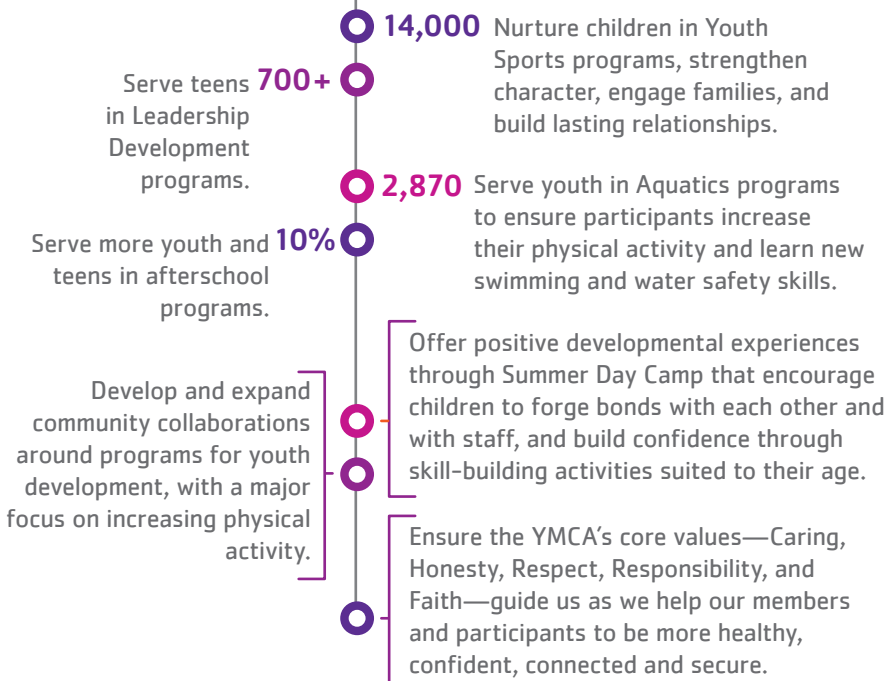 14,000 Nurture children in Youth
Sports programs, strengthen
character, engage families, and
build lasting relationships.
Serve teens 700+
in Leadership
Development
programs.
2,870 Serve youth in Aquatics programs
to ensure participants increase
their physical activity and learn new
swimming and water safety skills.
Serve more youth and 10%
teens in afterschool
programs.
Offer positive developmental experiences
through Summer Day Camp that encourage
children to forge bonds with each other and
with staff, and build confidence through
skill-building activities suited to their age.
Develop and expand
community collaborations
around programs for youth
development, with a major
focus on increasing physical
activity.
Ensure the YMCA’s core values—Caring,
Honesty, Respect, Responsibility, and
Faith—guide us as we help our members
and participants to be more healthy,
confident, connected and secure.